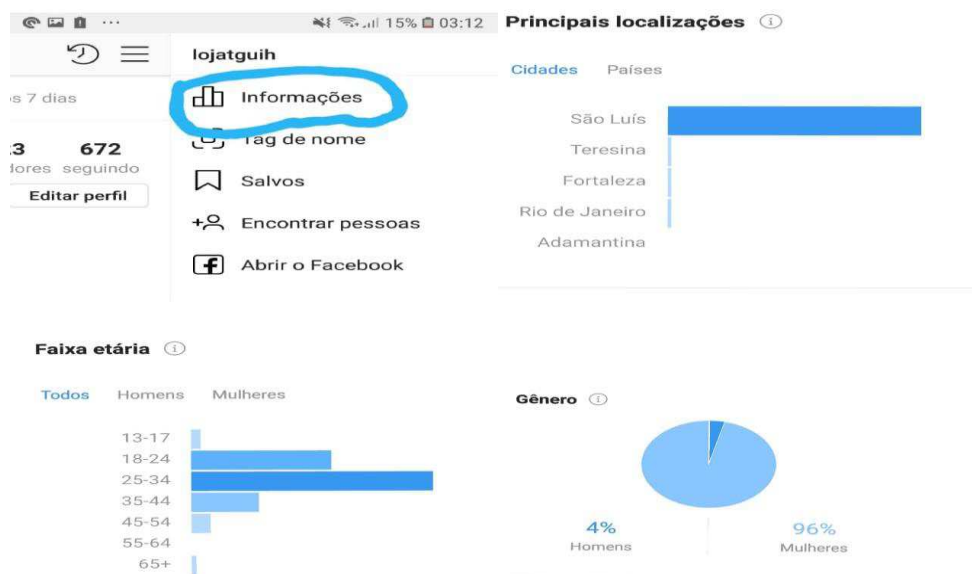 15% 03:12
lojatguih
s 7 dias
Informações
Tag de nome
3 672
dores seguindo
Editar perfil
Salvos
Encontrar pessoas
Abrir o Facebook
Principais localizações
Cidades Países
São Luís
Teresina
Fortaleza
Rio de Janeiro
Adamantina
Faixa etária
Todos Homens Mulheres
13-17
18-24
25-34
35-44
45-54
55-64
65+
Gênero
4% 96%
Homens Mulheres